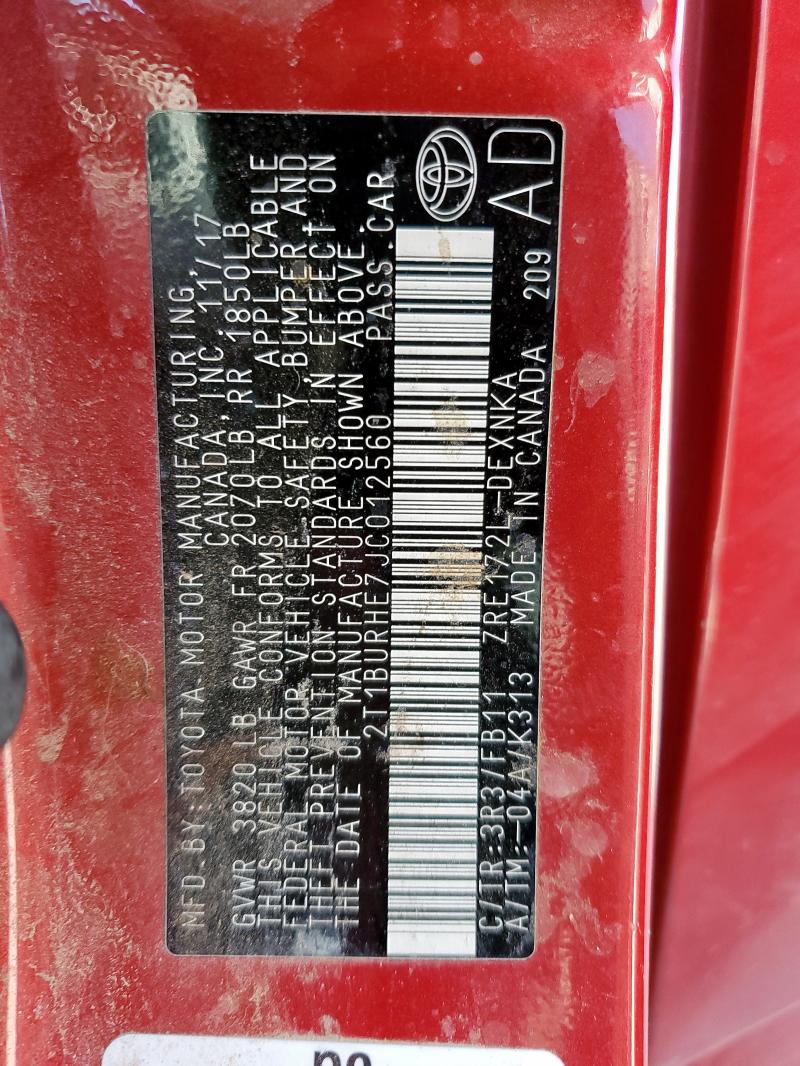 MFD.BY:TOYOTA MOTOR MANUFACTURING,
CANADA, INC. 11/17
GVWR 3820 LB GAWR FR 2070LB, RR 1850LB
THIS VEHICLE CONFORMS TO ALL APPLICABLE
FEDERAL MOTOR VEHICLE SAFETY, BUMPER AND
THEFT PREVENTION STANDARDS IN EFFECT ON
THE DATE OF MANUFACTURE SHOWN ABOVE.
2T1BURHE7JC012560 PASS.CAR
C/TR:3R3/FB11 ZRE172L-DEXNKA
A/TM:-04A/K313 MADE IN CANADA 209
AD